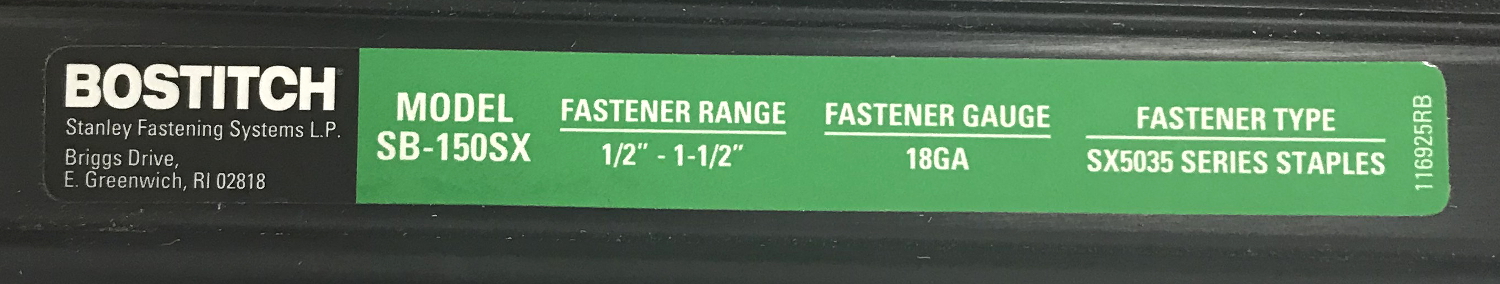 BOSTITCH
Stanley Fastening Systems L.P.
Briggs Drive,
E. Greenwich, RI 02818
MODEL
SB-150SX
FASTENER RANGE
1/2" - 1-1/2"
FASTENER GAUGE
18GA
FASTENER TYPE
SX5035 SERIES STAPLES
116925RB